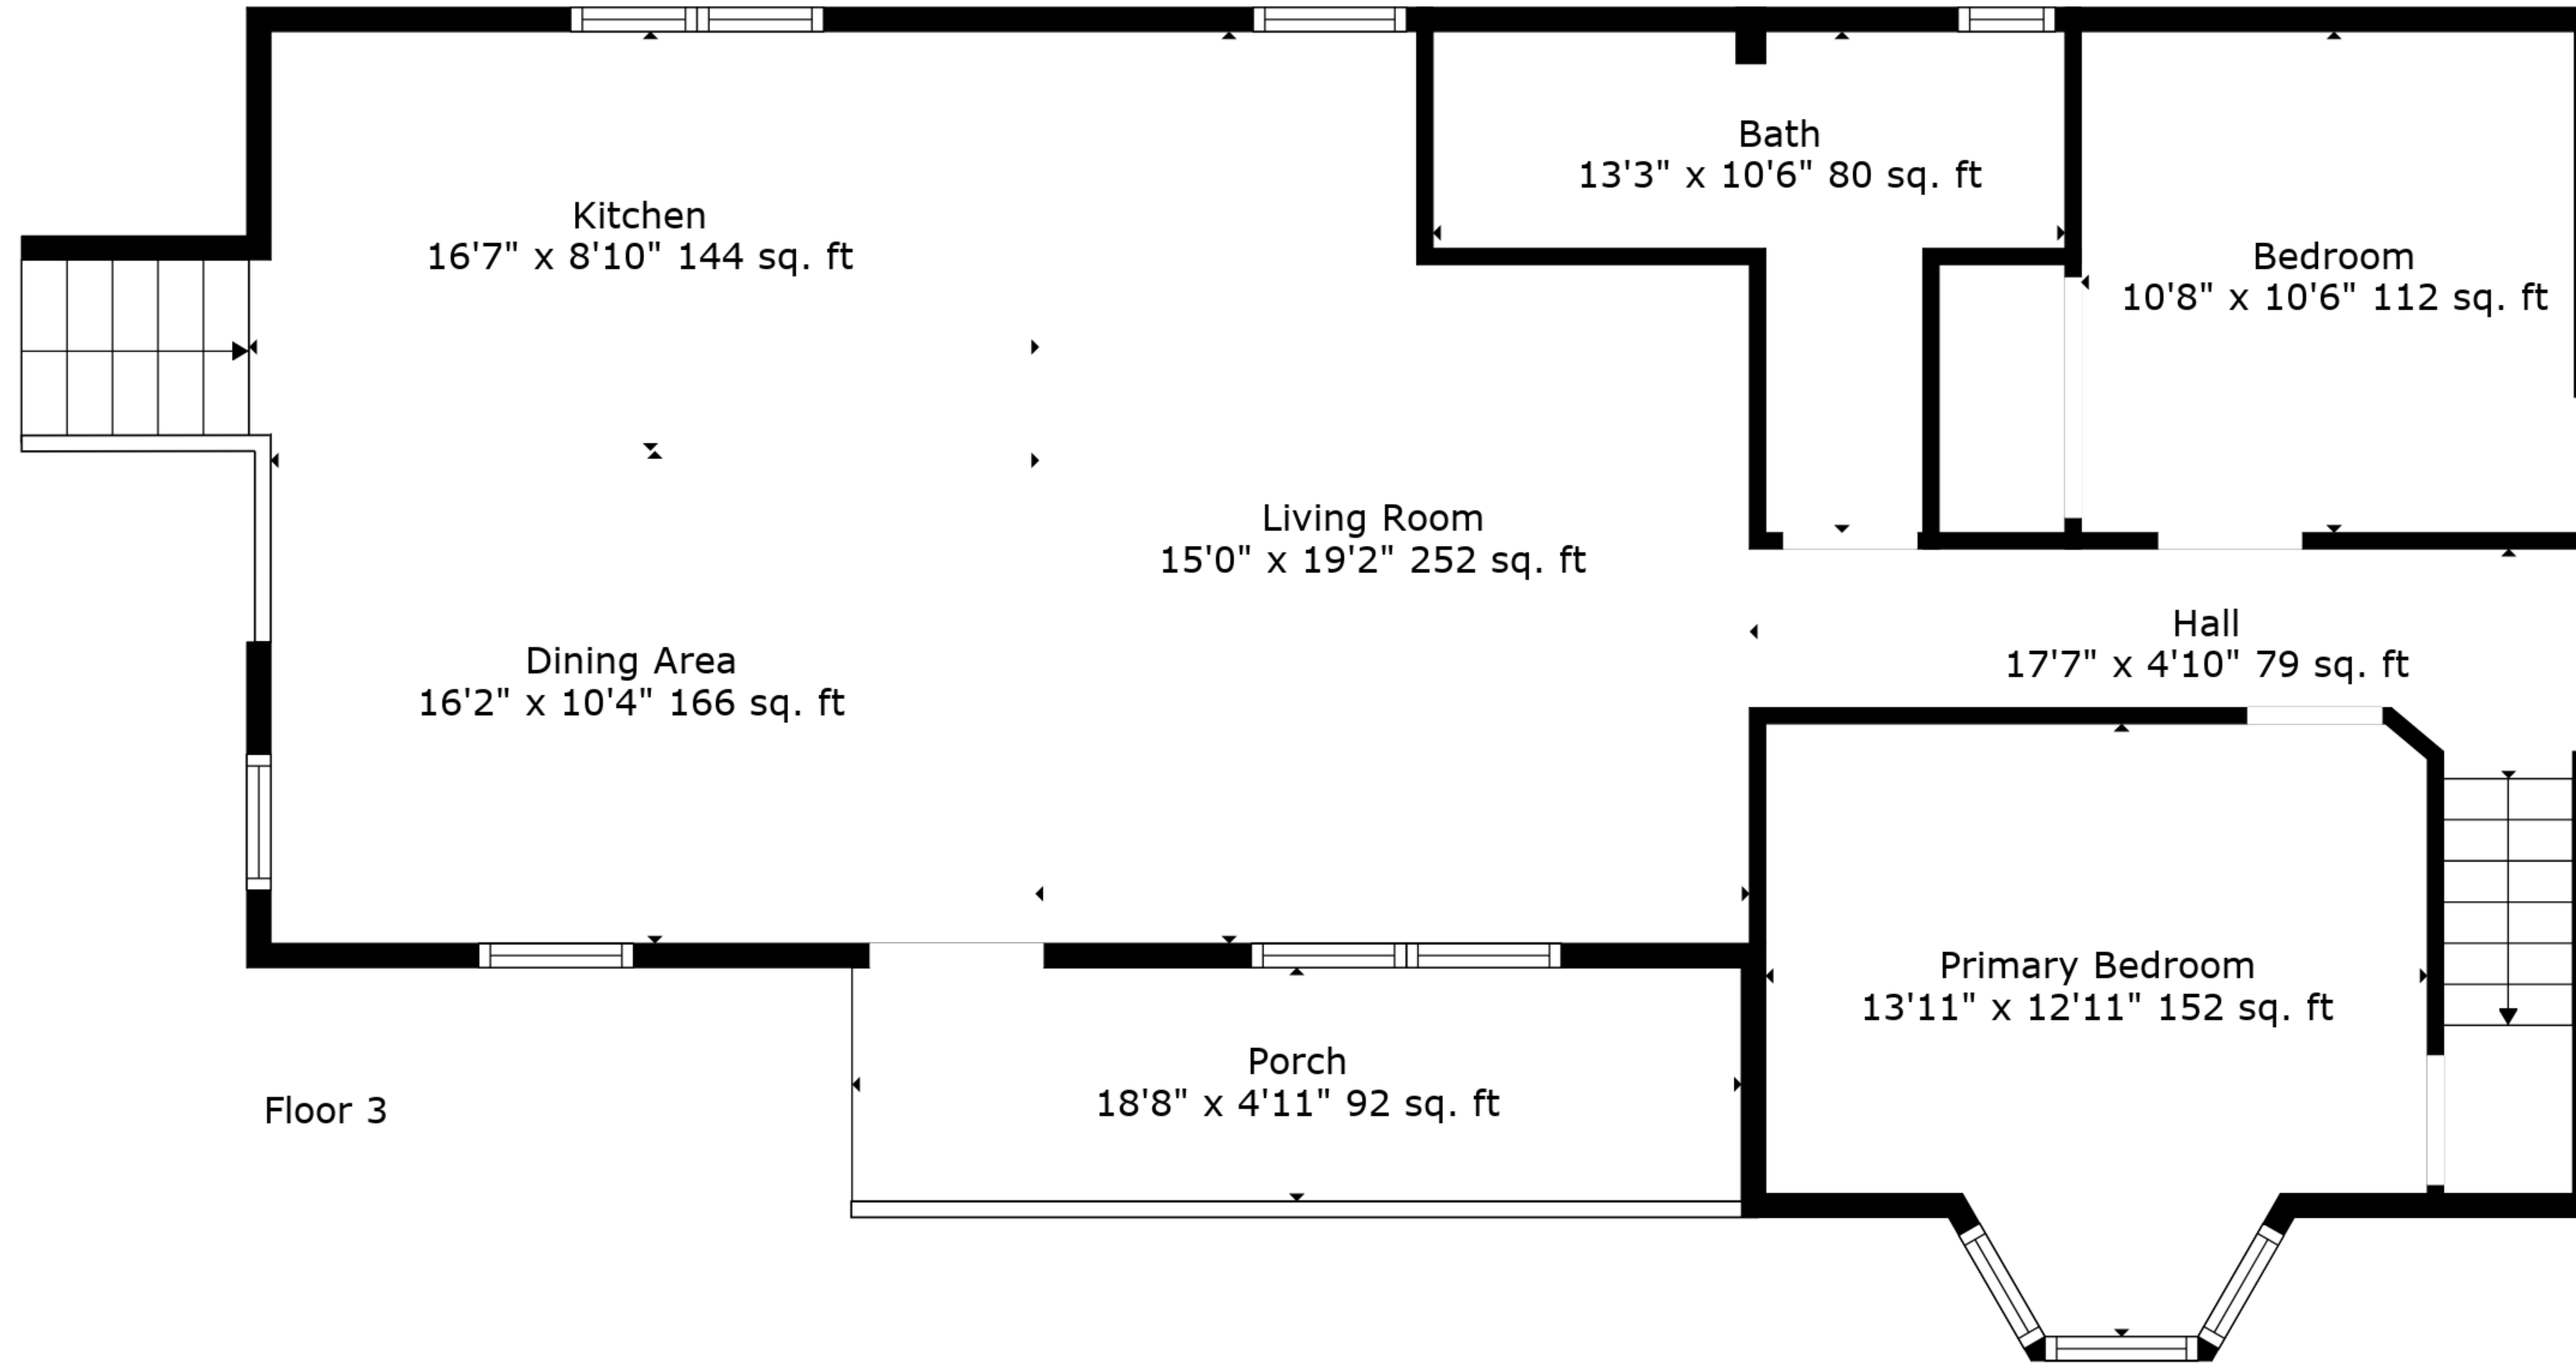 Bath
13'3" x 10'6" 80 sq. ft
Kitchen
16'7" x 8'10" 144 sq. ft
Bedroom
10'8" x 10'6" 112 sq. ft
Living Room
15'0" x 19'2" 252 sq. ft
Hall
17'7" x 4'10" 79 sq. ft
Dining Area
16'2" x 10'4" 166 sq. ft
Primary Bedroom
13'11" x 12'11" 152 sq. ft
Porch
18'8" x 4'11" 92 sq. ft
Floor 3